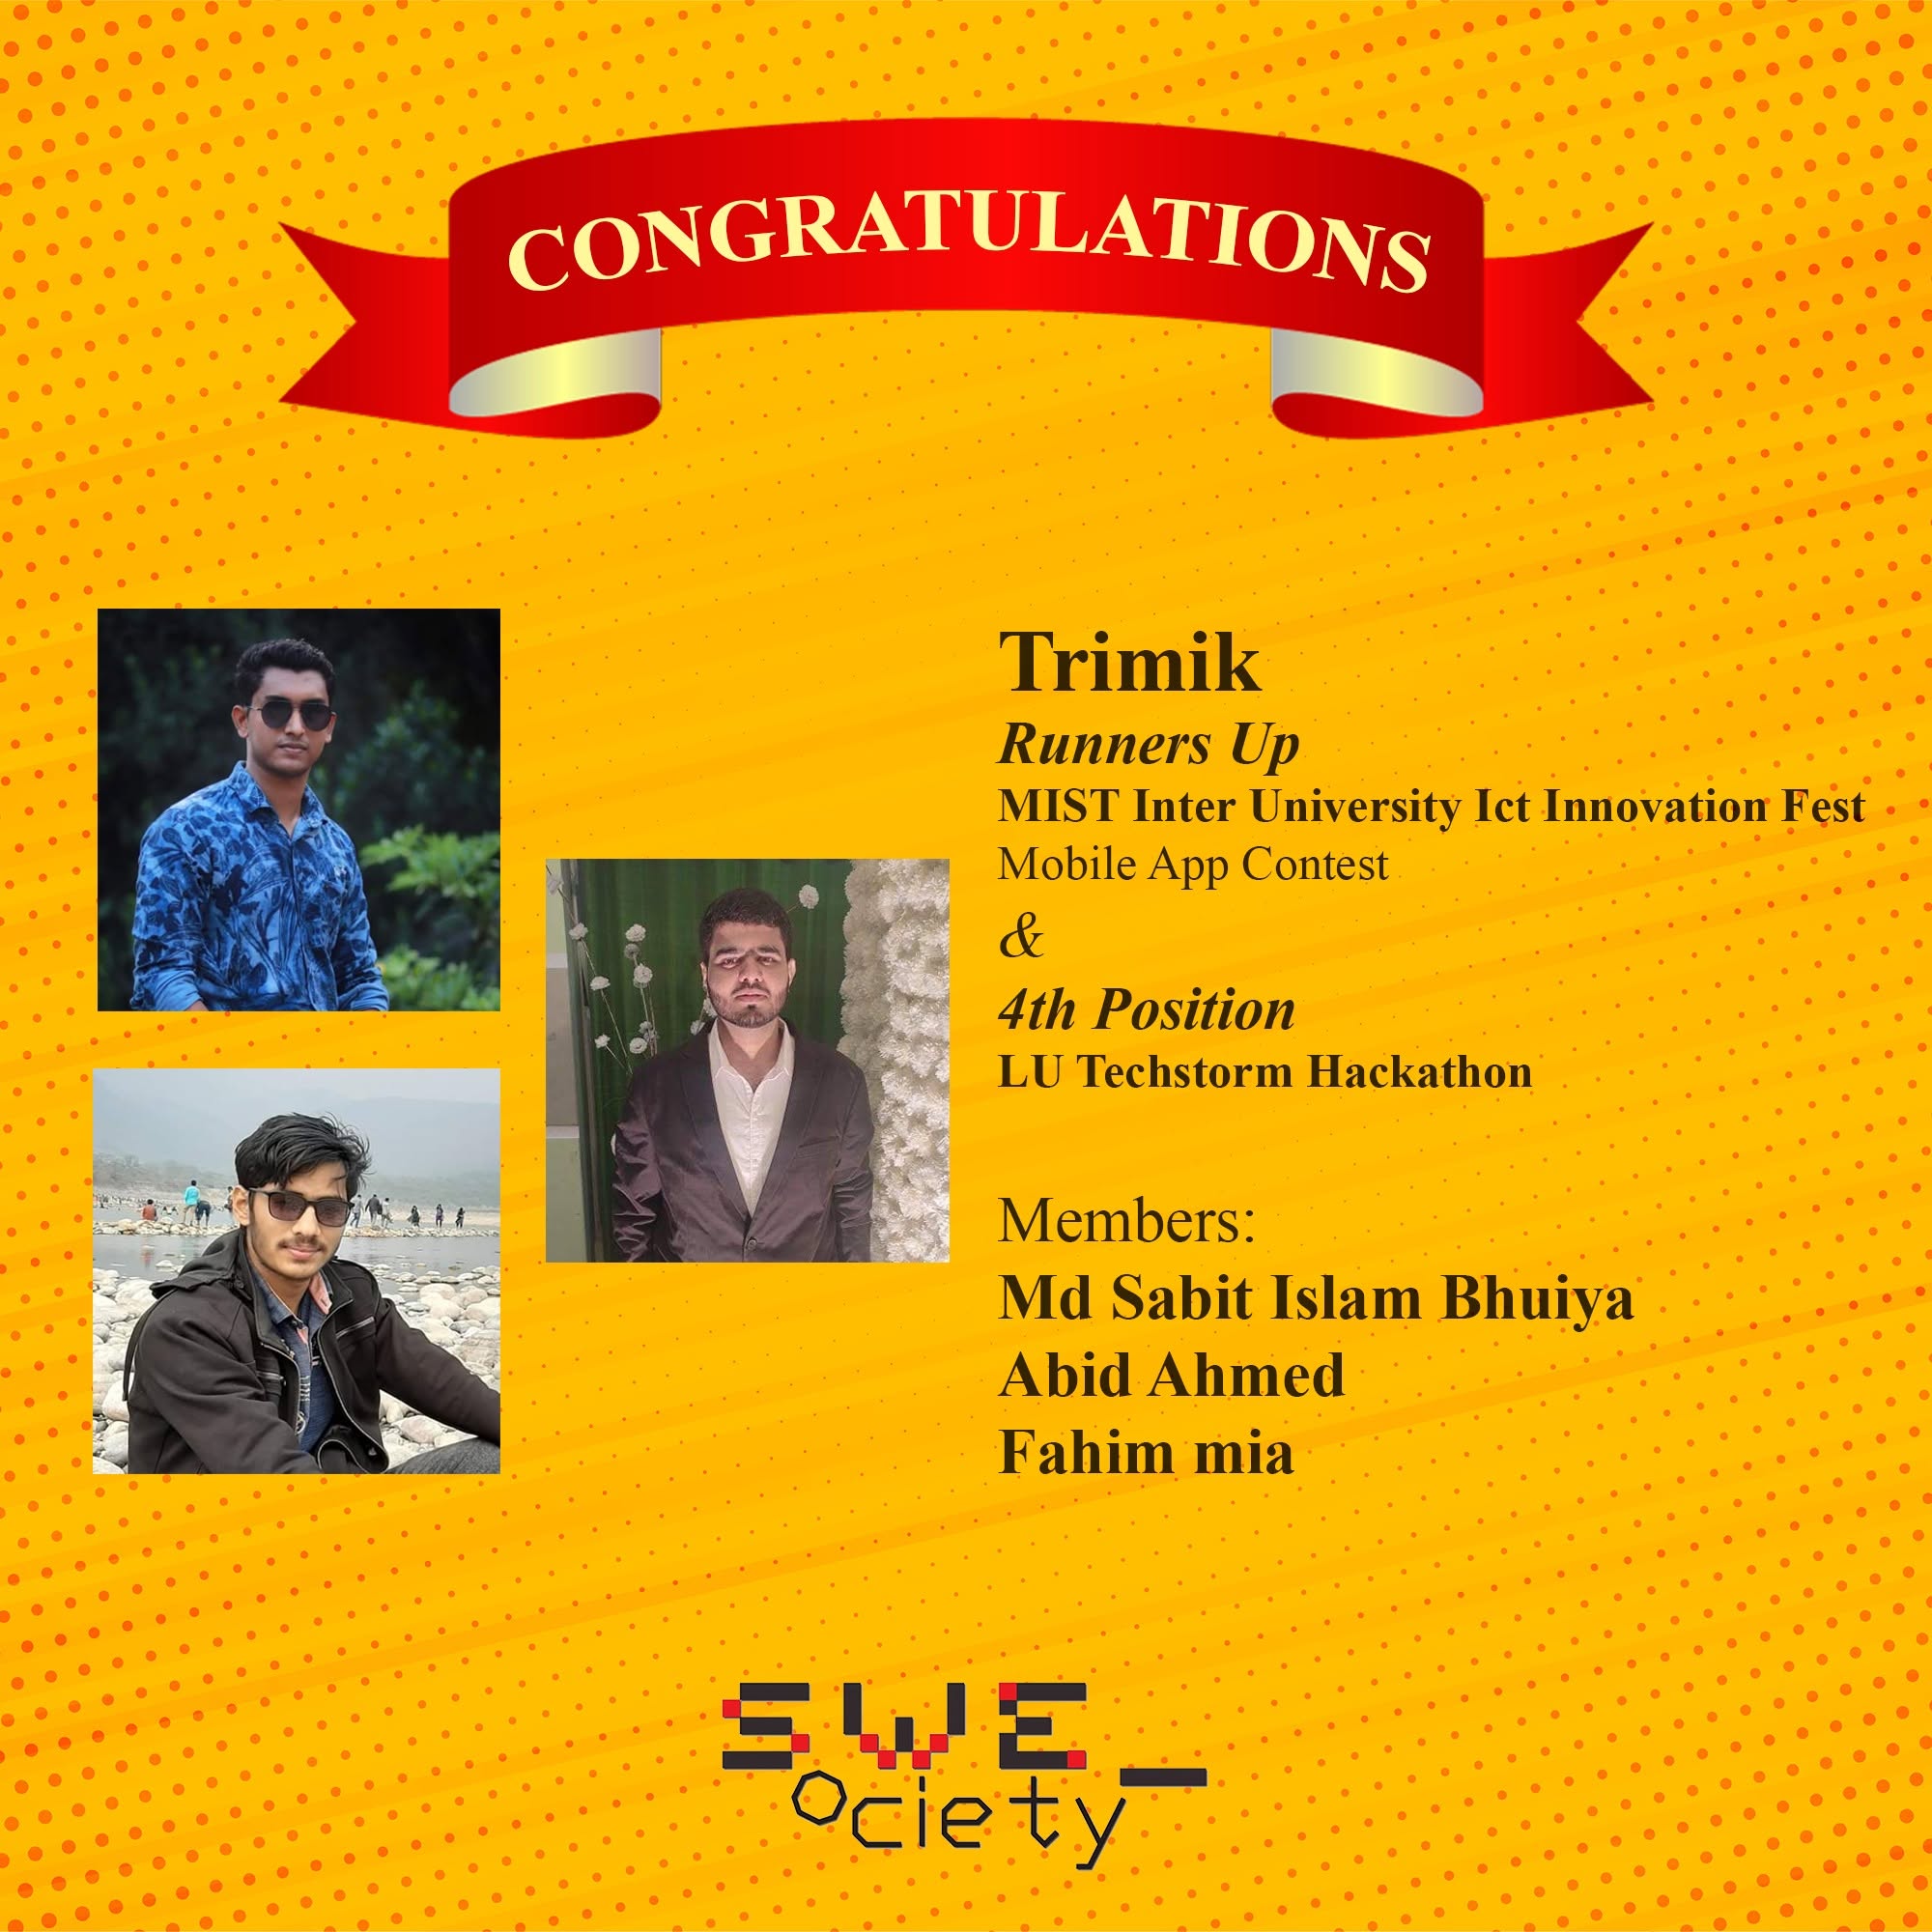 CONGRATULATIONS
Trimik
Runners Up
MIST Inter University Ict Innovation Fest
Mobile App Contest
&
4th Position
LU Techstorm Hackathon
Members:
Md Sabit Islam Bhuiya
Abid Ahmed
Fahim mia
SWE_
ociety